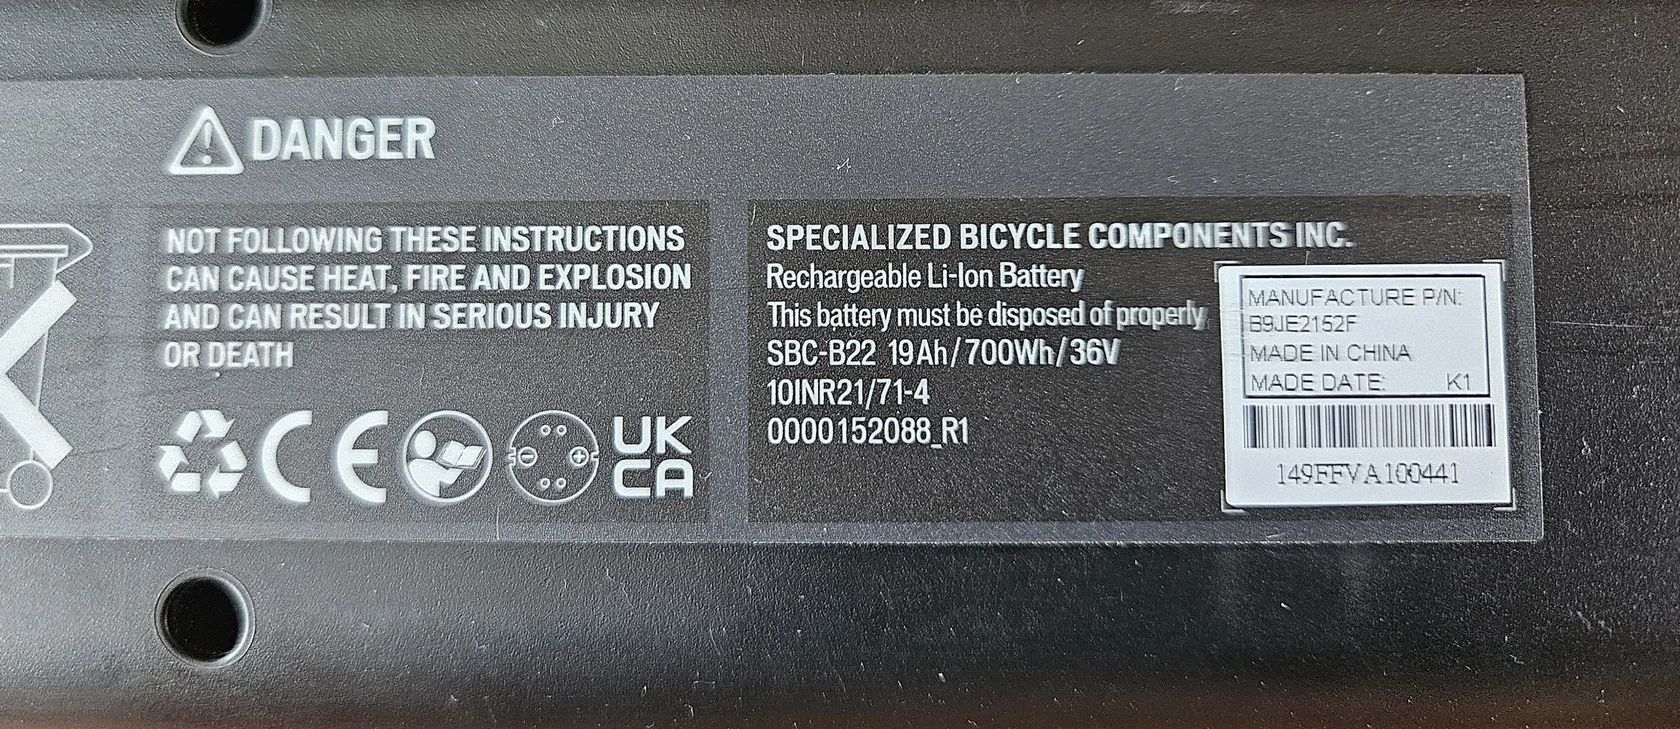 DANGER
NOT FOLLOWING THESE INSTRUCTIONS
CAN CAUSE HEAT, FIRE AND EXPLOSION
AND CAN RESULT IN SERIOUS INJURY
OR DEATH
CE
UK
CA
SPECIALIZED BICYCLE COMPONENTS INC.
Rechargeable Li-Ion Battery
This battery must be disposed of properly
SBC-B22 19Ah/700Wh/36V
10INR21/71-4
0000152088_R1
MANUFACTURE P/N:
B9JE2152F
MADE IN CHINA
MADE DATE: K1
149FFVA100441